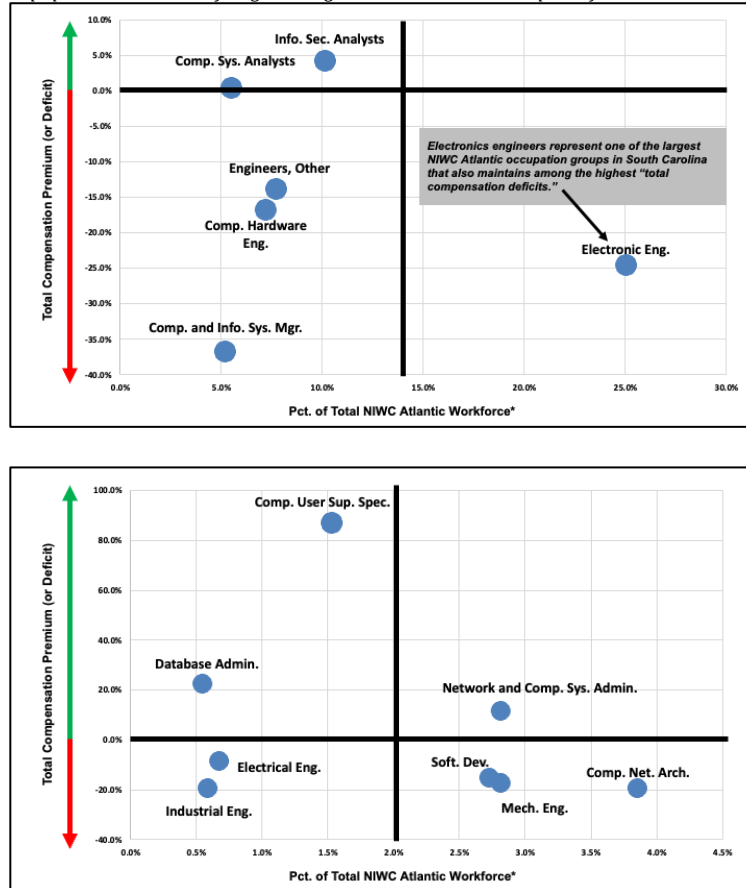 10.0%
5.0%
0.0%
-5.0%
-10.0%
-15.0%
-20.0%
-25.0%
-30.0%
-35.0%
-40.0%
Total Compensation Premium (or Deficit)
Info. Sec. Analysts
Comp. Sys. Analysts
Electronics engineers represent one of the largest
NIWC Atlantic occupation groups in South Carolina
that also maintains among the highest “total
compensation deficits.”
Engineers, Other
Comp. Hardware
Eng.
Electronic Eng.
Comp. and Info. Sys. Mgr.
0.0% 5.0% 10.0% 15.0% 20.0% 25.0% 30.0%
Pct. of Total NIWC Atlantic Workforce*
100.0%
80.0%
60.0%
40.0%
20.0%
0.0%
-20.0%
-40.0%
Total Compensation Premium (or Deficit)
Comp. User Sup. Spec.
Database Admin.
Network and Comp. Sys. Admin.
Electrical Eng.
Soft. Dev.
Comp. Net. Arch.
Industrial Eng.
Mech. Eng.
0.0% 0.5% 1.0% 1.5% 2.0% 2.5% 3.0% 3.5% 4.0% 4.5%
Pct. of Total NIWC Atlantic Workforce*